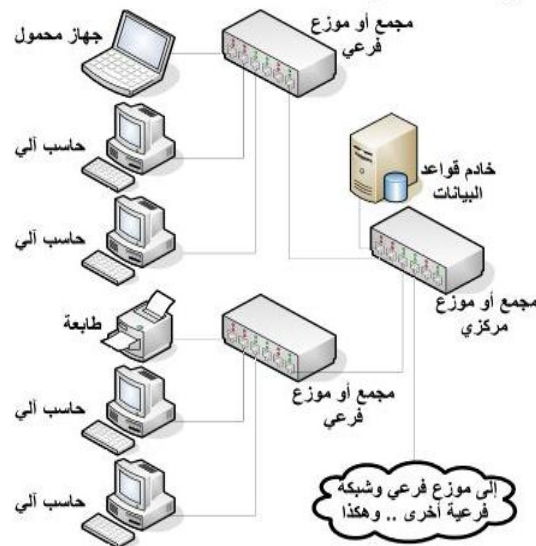 مجمع أو موزع
فرعي
جهاز محمول
حاسب آلي
خادم قواعد
البيانات
حاسب آلي
مجمع أو موزع
مركزي
طابعة
مجمع أو موزع
فرعي
حاسب آلي
حاسب آلي
إلى موزع فرعي وشبكة
فرعية أخرى .. وهكذا